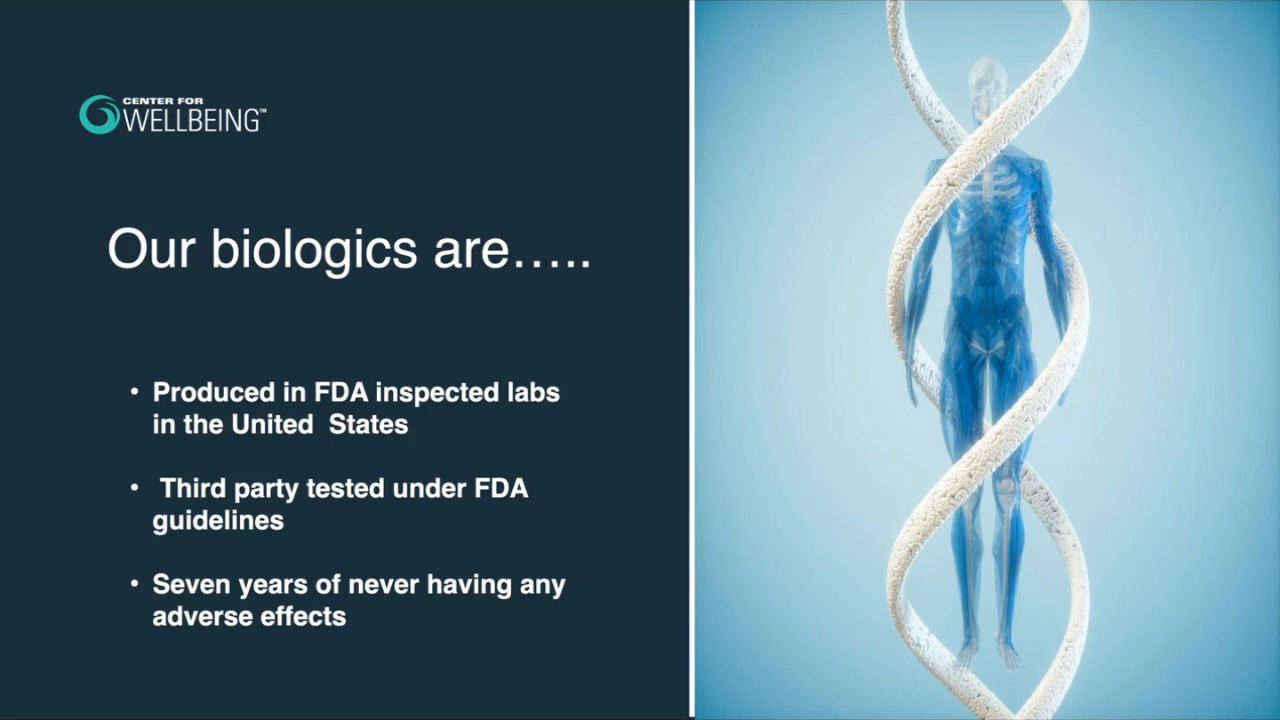 CENTER FOR
WELLBEING™
Our biologics are…..
• Produced in FDA inspected labs
in the United  States
•  Third party tested under FDA
guidelines
• Seven years of never having any
adverse effects